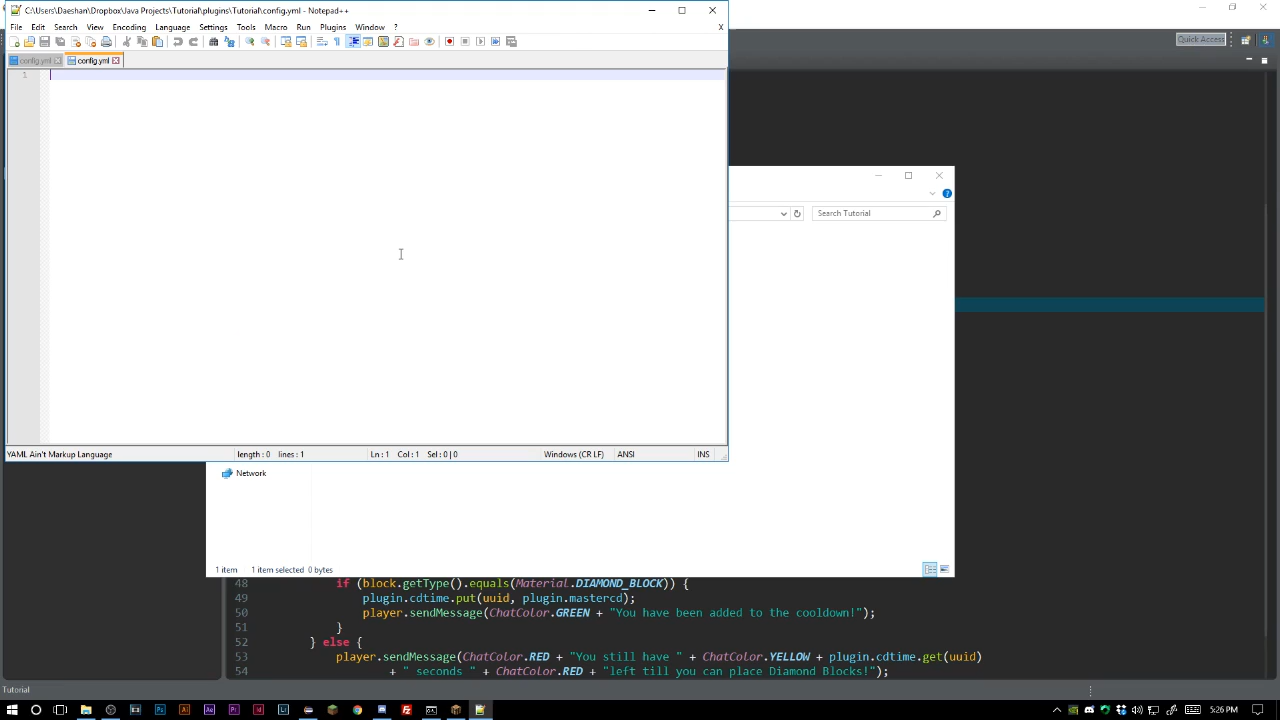 C:\Users\Daeshan\Dropbox\Java Projects\Tutorial\plugins\Tutorial\config.yml - Notepad++
File Edit Search View Encoding Language Settings Tools Macro Run Plugins Window ?
X
Quick Access
config.yml config.yml
1
Search Tutorial
YAML Ain't Markup Language length : 0 lines : 1 Ln : 1 Col : 1 Sel : 0 | 0 Windows (CR LF) ANSI INS
Network
1 item 1 item selected 0 bytes
48 if (block.getType().equals(Material.DIAMOND_BLOCK)) {
49 plugin.cdtime.put(uuid, plugin.mastercd);
50 player.sendMessage(ChatColor.GREEN + "You have been added to the cooldown!");
51 }
52 } else {
53 player.sendMessage(ChatColor.RED + "You still have " + ChatColor.YELLOW + plugin.cdtime.get(uuid)
54 + " seconds " + ChatColor.RED + "left till you can place Diamond Blocks!");
Tutorial
5:26 PM